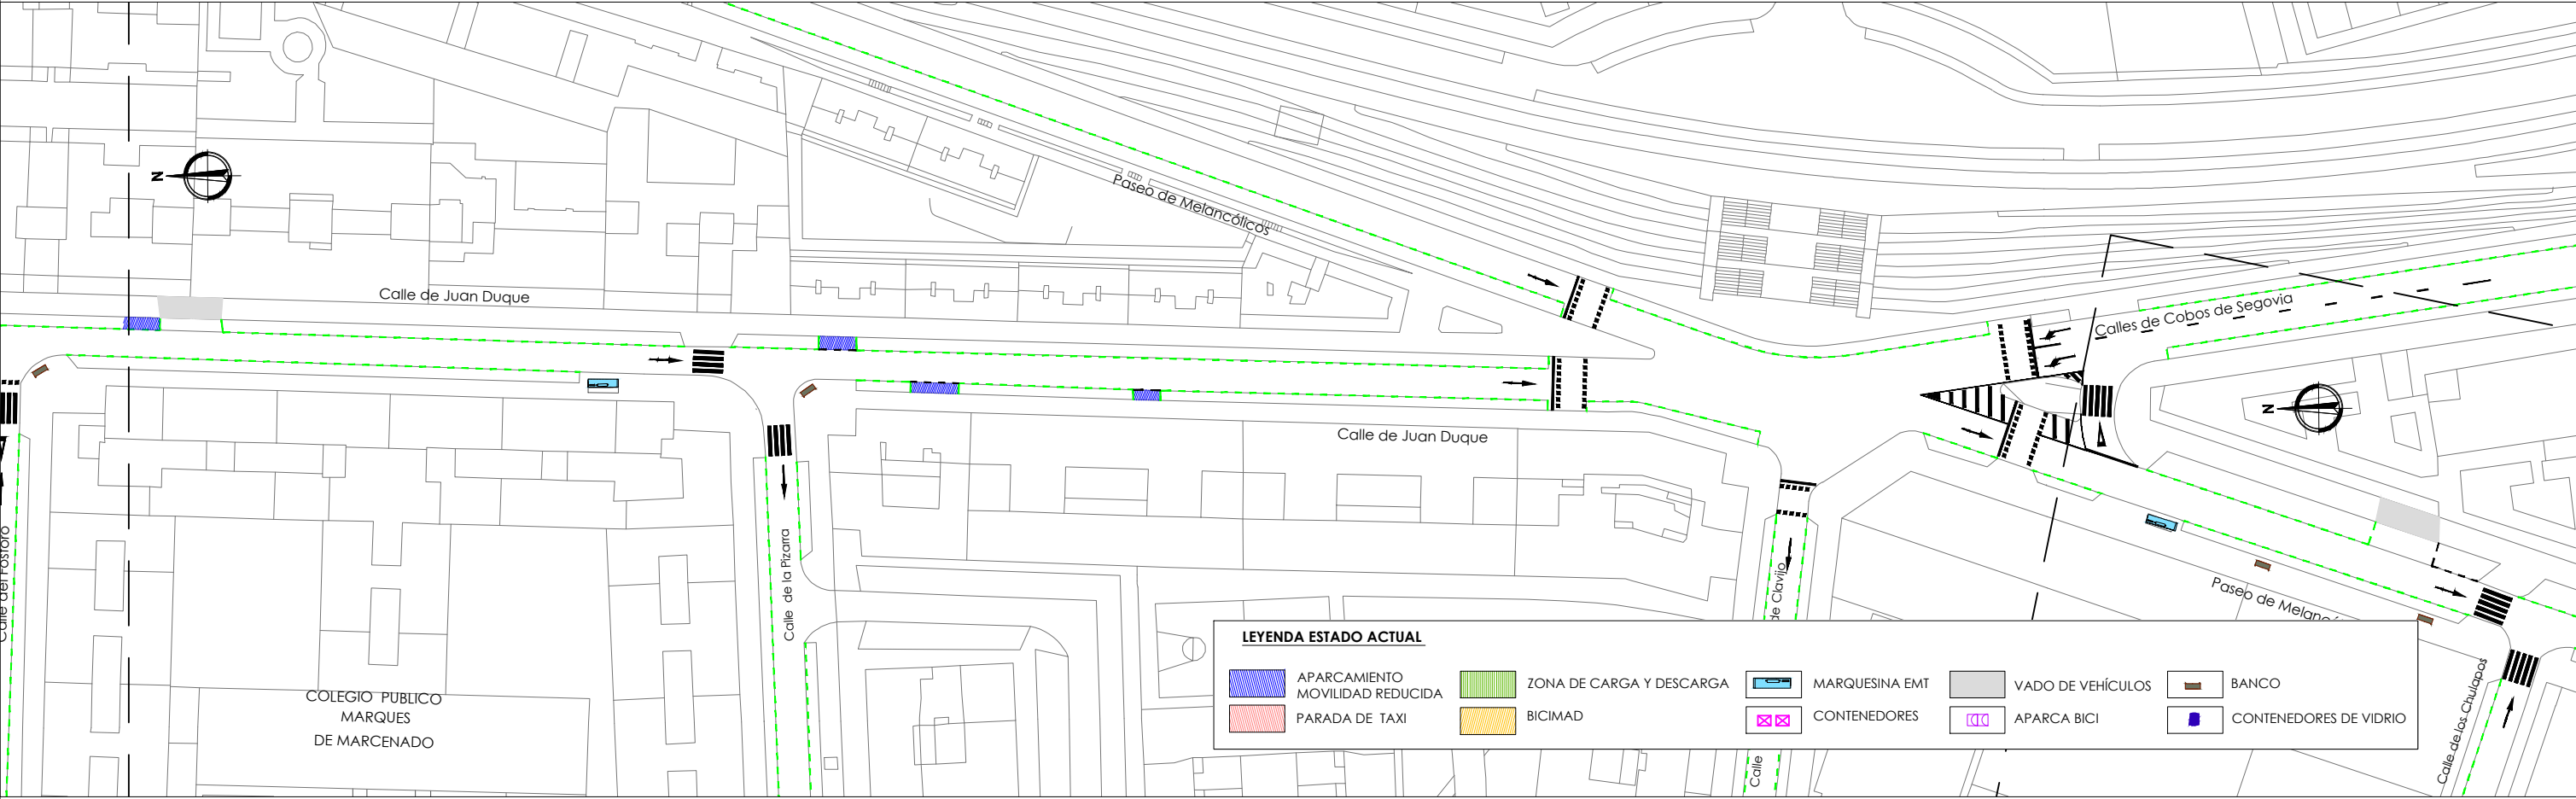 N
Paseo de Melancólicos
Calle de Juan Duque
Calles de Cobos de Segovia
N
Calle de Juan Duque
Calle del Fósforo
Calle de la Pizarra
de Clavijo
Calle
Paseo de
Calle de los Chulapos
COLEGIO PUBLICO
MARQUES
DE MARCENADO
LEYENDA ESTADO ACTUAL
APARCAMIENTO
MOVILIDAD REDUCIDA
ZONA DE CARGA Y DESCARGA
MARQUESINA EMT
VADO DE VEHÍCULOS
BANCO
PARADA DE TAXI
BICIMAD
CONTENEDORES
APARCA BICI
CONTENEDORES DE VIDRIO